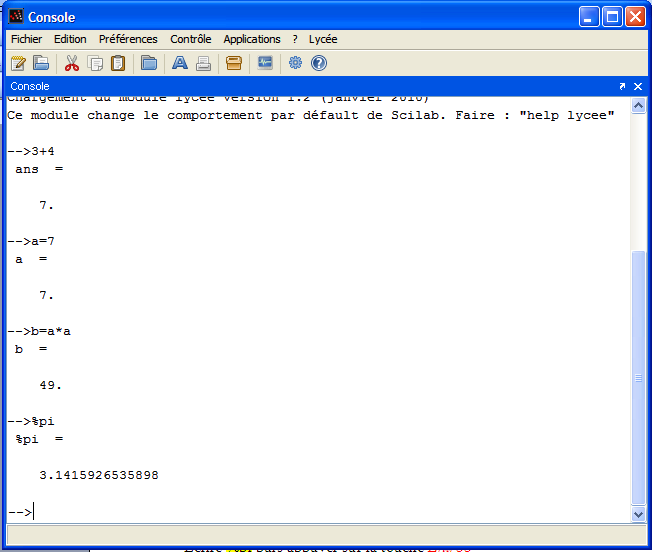 Console
Fichier Edition Préférences Contrôle Applications ? Lycée
Console
Chargement du module lycée version 1.2 (janvier 2010)
Ce module change le comportement par défault de Scilab. Faire : "help lycee"
-->3+4
ans =
7.
-->a=7
a =
7.
-->b=a*a
b =
49.
-->%pi
%pi =
3.1415926535898
-->